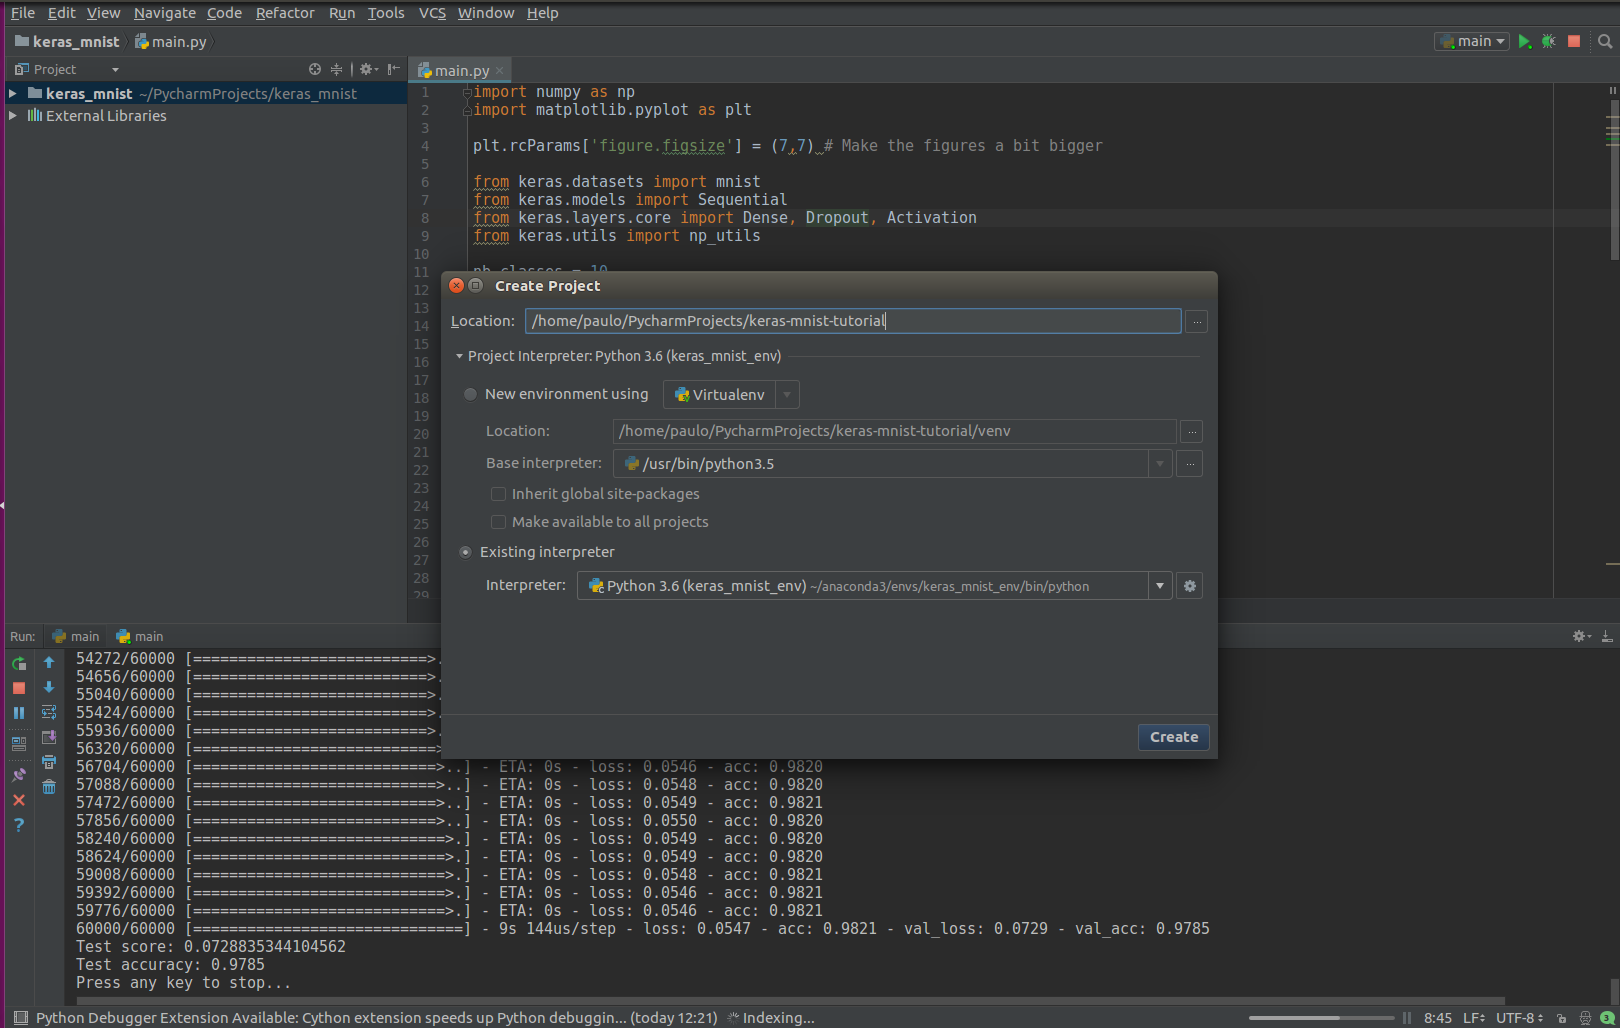 File Edit View Navigate Code Refactor Run Tools VCS Window Help
keras_mnist main.py main
Project
main.py
keras_mnist ~/PycharmProjects/keras_mnist
External Libraries
1 import numpy as np
2 import matplotlib.pyplot as plt
3
4 plt.rcParams['figure.figsize'] = (7,7) # Make the figures a bit bigger
5
6 from keras.datasets import mnist
7 from keras.models import Sequential
8 from keras.layers.core import Dense, Dropout, Activation
9 from keras.utils import np_utils
10
11 nb_classes = 10
12
13
14
15
16
17
18
19
20
21
22
23
24
25
26
27
28
29
Create Project
Location: /home/paulo/PycharmProjects/keras-mnist-tutorial ...
Project Interpreter: Python 3.6 (keras_mnist_env)
New environment using Virtualenv
Location: /home/paulo/PycharmProjects/keras-mnist-tutorial/venv ...
Base interpreter: /usr/bin/python3.5 ...
Inherit global site-packages
Make available to all projects
Existing interpreter
Interpreter: Python 3.6 (keras_mnist_env) ~/anaconda3/envs/keras_mnist_env/bin/python
Create
Run: main main
54272/60000 [==========================>.
54656/60000 [==========================>.
55040/60000 [==========================>.
55424/60000 [==========================>.
55936/60000 [==========================>.
56320/60000 [===========================>
56704/60000 [===========================>..] - ETA: 0s - loss: 0.0546 - acc: 0.9820
57088/60000 [===========================>..] - ETA: 0s - loss: 0.0548 - acc: 0.9820
57472/60000 [===========================>..] - ETA: 0s - loss: 0.0549 - acc: 0.9821
57856/60000 [===========================>..] - ETA: 0s - loss: 0.0550 - acc: 0.9820
58240/60000 [============================>.] - ETA: 0s - loss: 0.0549 - acc: 0.9820
58624/60000 [============================>.] - ETA: 0s - loss: 0.0549 - acc: 0.9820
59008/60000 [============================>.] - ETA: 0s - loss: 0.0548 - acc: 0.9821
59392/60000 [============================>.] - ETA: 0s - loss: 0.0546 - acc: 0.9821
59776/60000 [============================>.] - ETA: 0s - loss: 0.0546 - acc: 0.9821
60000/60000 [==============================] - 9s 144us/step - loss: 0.0547 - acc: 0.9821 - val_loss: 0.0729 - val_acc: 0.9785
Test score: 0.0728835344104562
Test accuracy: 0.9785
Press any key to stop...
Python Debugger Extension Available: Cython extension speeds up Python debuggin... (today 12:21) Indexing... 8:45 LF UTF-8 3